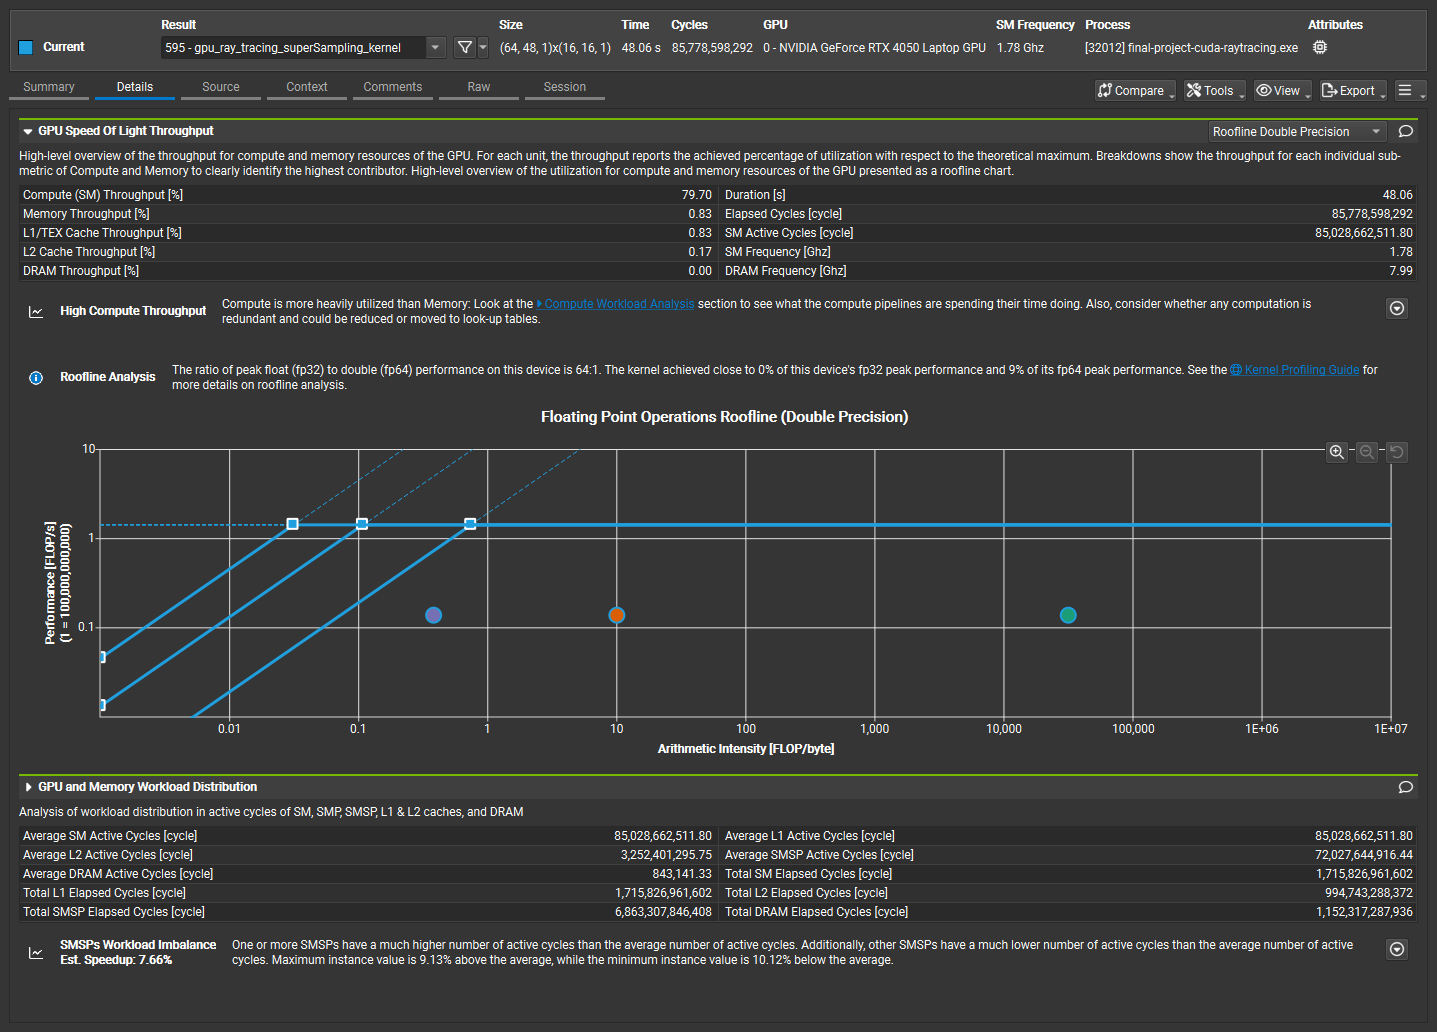 Result Size Time Cycles GPU SM Frequency Process Attributes
Current 595 - gpu_ray_tracing_superSampling_kernel (64, 48, 1)x(16, 16, 1) 48.06 s 85,778,598,292 0 - NVIDIA GeForce RTX 4050 Laptop GPU 1.78 Ghz [32012] final-project-cuda-raytracing.exe
Summary Details Source Context Comments Raw Session Compare Tools View Export
GPU Speed Of Light Throughput Roofline Double Precision
High-level overview of the throughput for compute and memory resources of the GPU. For each unit, the throughput reports the achieved percentage of utilization with respect to the theoretical maximum. Breakdowns show the throughput for each individual sub-
metric of Compute and Memory to clearly identify the highest contributor. High-level overview of the utilization for compute and memory resources of the GPU presented as a roofline chart.
Compute (SM) Throughput [%] 79.70 Duration [s] 48.06
Memory Throughput [%] 0.83 Elapsed Cycles [cycle] 85,778,598,292
L1/TEX Cache Throughput [%] 0.83 SM Active Cycles [cycle] 85,028,662,511.80
L2 Cache Throughput [%] 0.17 SM Frequency [Ghz] 1.78
DRAM Throughput [%] 0.00 DRAM Frequency [Ghz] 7.99
High Compute Throughput
Compute is more heavily utilized than Memory: Look at the Compute Workload Analysis section to see what the compute pipelines are spending their time doing. Also, consider whether any computation is
redundant and could be reduced or moved to look-up tables.
Roofline Analysis
The ratio of peak float (fp32) to double (fp64) performance on this device is 64:1. The kernel achieved close to 0% of this device's fp32 peak performance and 9% of its fp64 peak performance. See the Kernel Profiling Guide for
more details on roofline analysis.
Floating Point Operations Roofline (Double Precision)
10
1
0.1
Performance [FLOP/s]
(1 = 100,000,000,000)
0.01 0.1 1 10 100 1,000 10,000 100,000 1E+06 1E+07
Arithmetic Intensity [FLOP/byte]
GPU and Memory Workload Distribution
Analysis of workload distribution in active cycles of SM, SMP, SMSP, L1 & L2 caches, and DRAM
Average SM Active Cycles [cycle] 85,028,662,511.80 Average L1 Active Cycles [cycle] 85,028,662,511.80
Average L2 Active Cycles [cycle] 3,252,401,295.75 Average SMSP Active Cycles [cycle] 72,027,644,916.44
Average DRAM Active Cycles [cycle] 843,141.33 Total SM Elapsed Cycles [cycle] 1,715,826,961,602
Total L1 Elapsed Cycles [cycle] 1,715,826,961,602 Total L2 Elapsed Cycles [cycle] 994,743,288,372
Total SMSP Elapsed Cycles [cycle] 6,863,307,846,408 Total DRAM Elapsed Cycles [cycle] 1,152,317,287,936
SMSPs Workload Imbalance
Est. Speedup: 7.66%
One or more SMSPs have a much higher number of active cycles than the average number of active cycles. Additionally, other SMSPs have a much lower number of active cycles than the average number of active
cycles. Maximum instance value is 9.13% above the average, while the minimum instance value is 10.12% below the average.